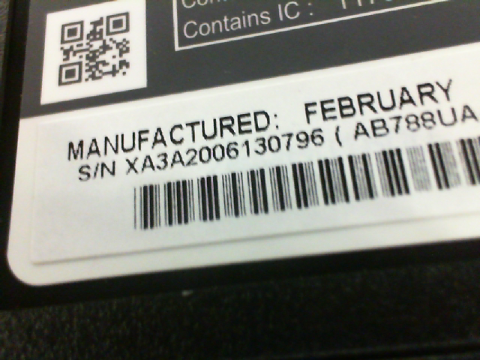 Contains IC :
MANUFACTURED: FEBRUARY
S/N XA3A2006130796 ( AB788UA